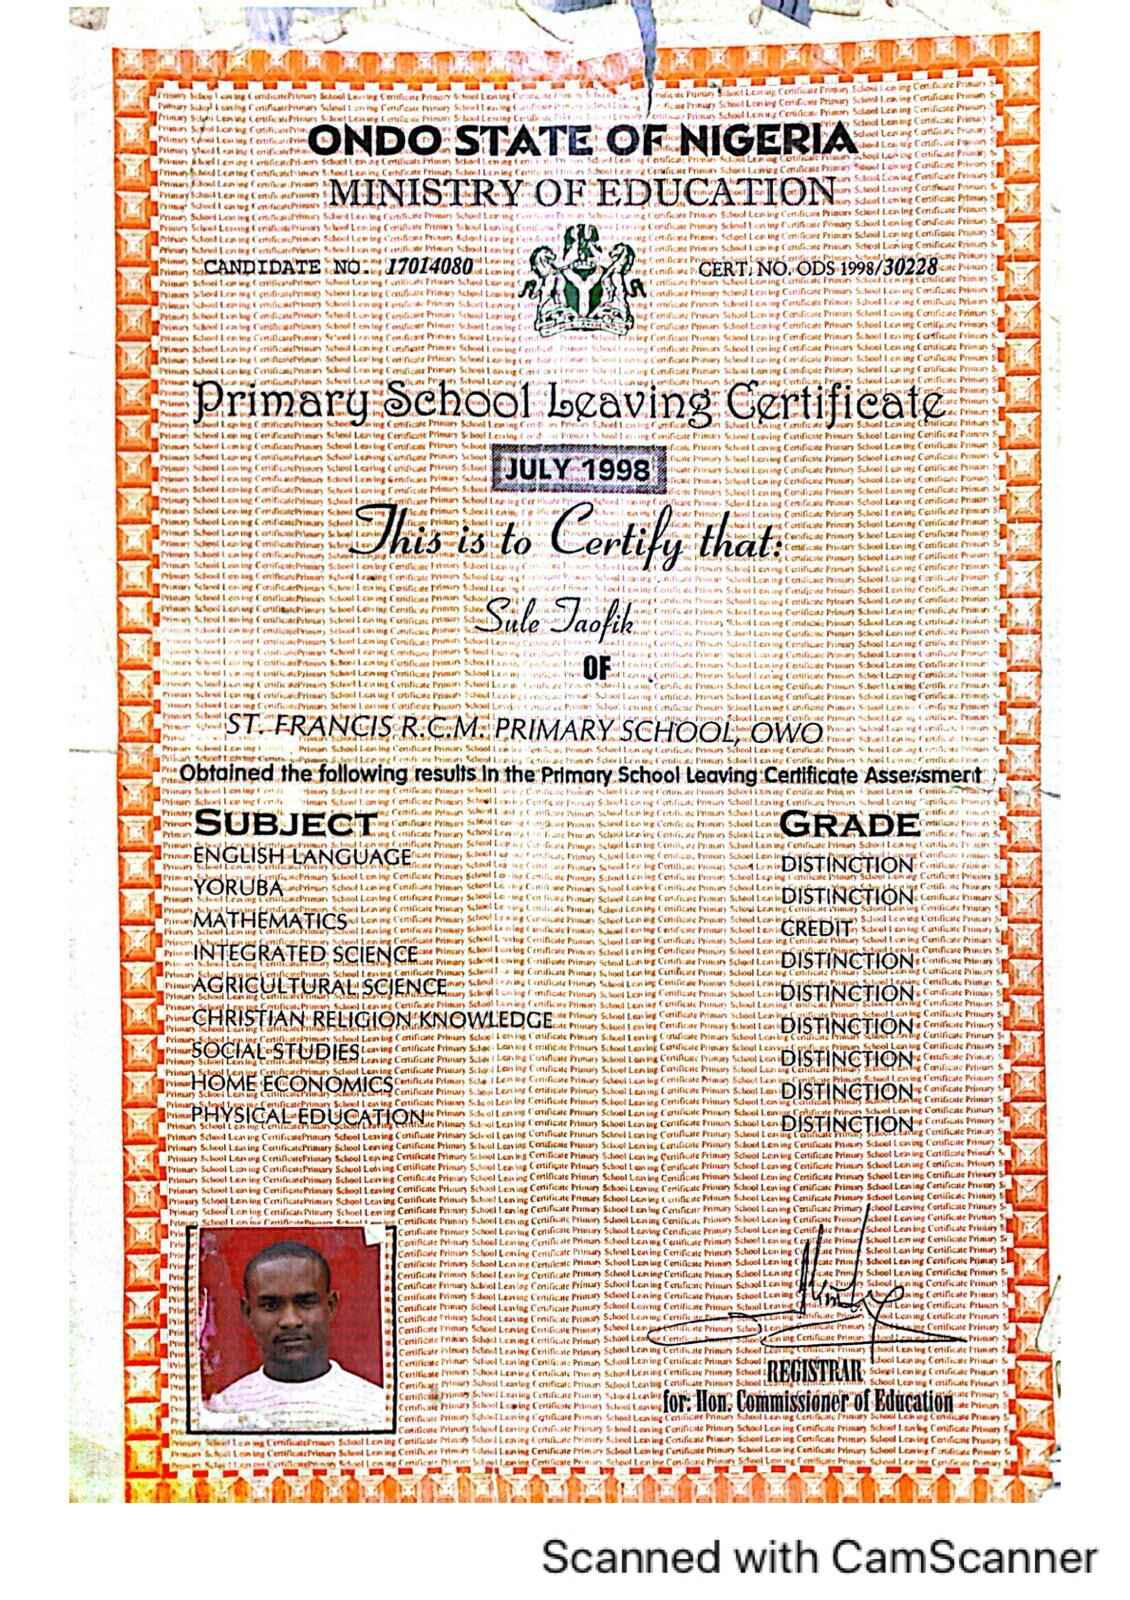 ONDO STATE OF NIGERIA
MINISTRY OF EDUCATION
CANDIDATE NO. 17014080
CERT. NO. ODS 1998/30228
Primary School Leaving Certificate
JULY 1998
This is to Certify that:
Sule Taofik
OF
ST. FRANCIS R.C.M. PRIMARY SCHOOL, OWO
Obtained the following results in the Primary School Leaving Certificate Assessment
SUBJECT GRADE
ENGLISH LANGUAGE DISTINCTION
YORUBA DISTINCTION
MATHEMATICS CREDIT
INTEGRATED SCIENCE DISTINCTION
AGRICULTURAL SCIENCE DISTINCTION
CHRISTIAN RELIGION KNOWLEDGE DISTINCTION
SOCIAL STUDIES DISTINCTION
HOME ECONOMICS DISTINCTION
PHYSICAL EDUCATION DISTINCTION
REGISTRAR
for: Hon. Commissioner of Education
Scanned with CamScanner